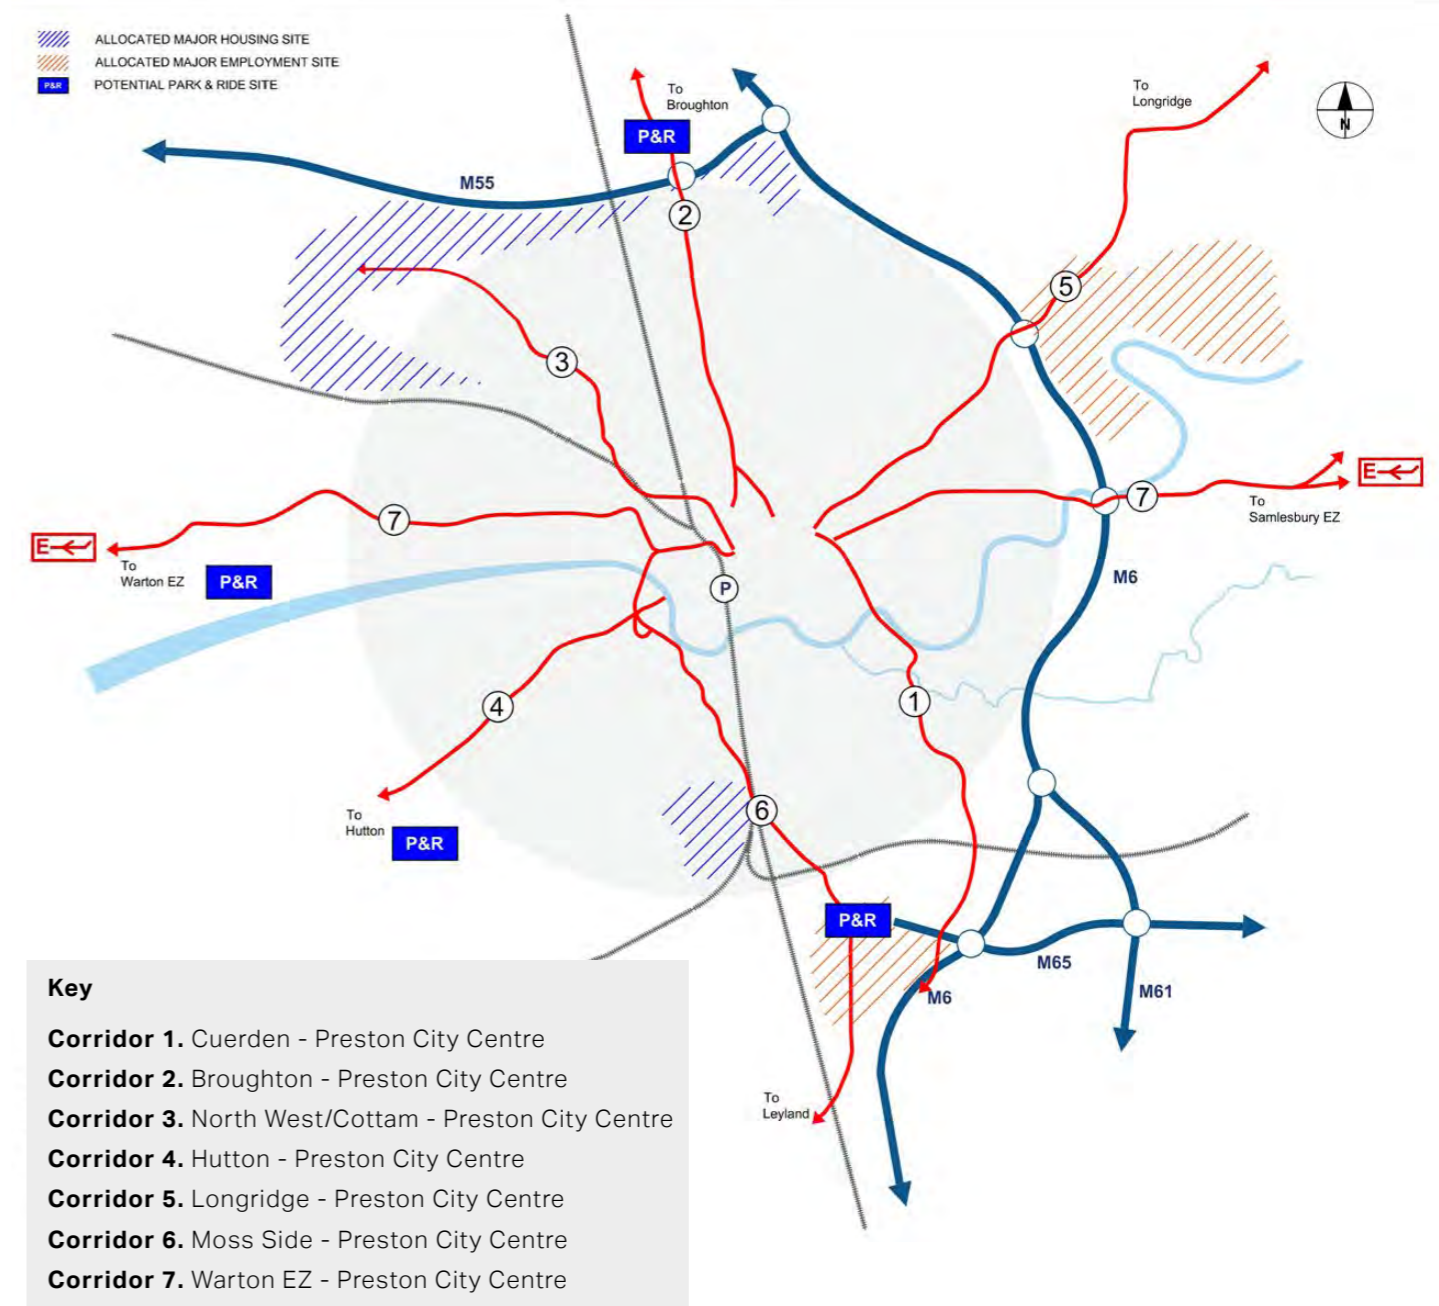 ALLOCATED MAJOR HOUSING SITE
ALLOCATED MAJOR EMPLOYMENT SITE
P&R POTENTIAL PARK & RIDE SITE
To
Broughton
P&R
To
Longridge
N
M55
2
5
3
7
7
E
To
Samlesbury EZ
E
To
Warton EZ
P&R
P
M6
4
1
To
Hutton
P&R
6
P&R
M65
M6
M61
To
Leyland
Key
Corridor 1. Cuerden - Preston City Centre
Corridor 2. Broughton - Preston City Centre
Corridor 3. North West/Cottam - Preston City Centre
Corridor 4. Hutton - Preston City Centre
Corridor 5. Longridge - Preston City Centre
Corridor 6. Moss Side - Preston City Centre
Corridor 7. Warton EZ - Preston City Centre